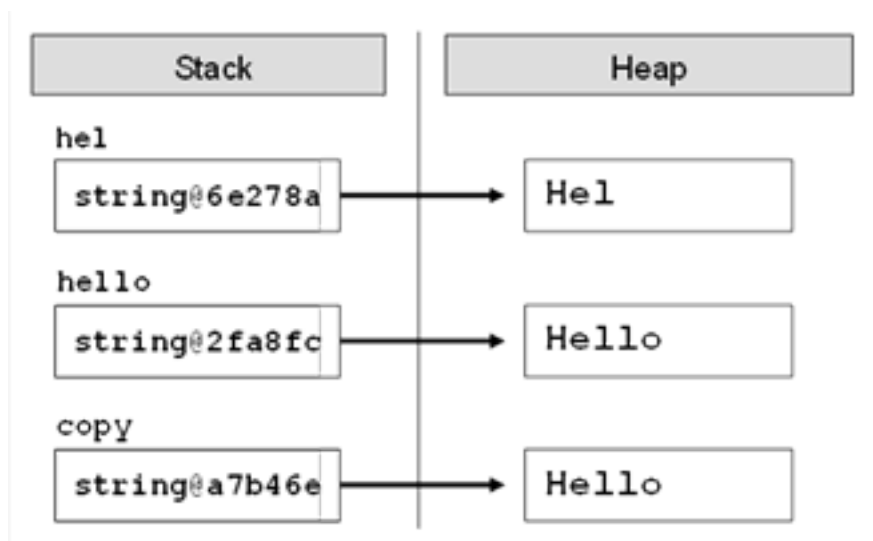 Stack Heap
hel
string@6e278a Hel
hello
string@2fa8fc Hello
copy
string@a7b46e Hello